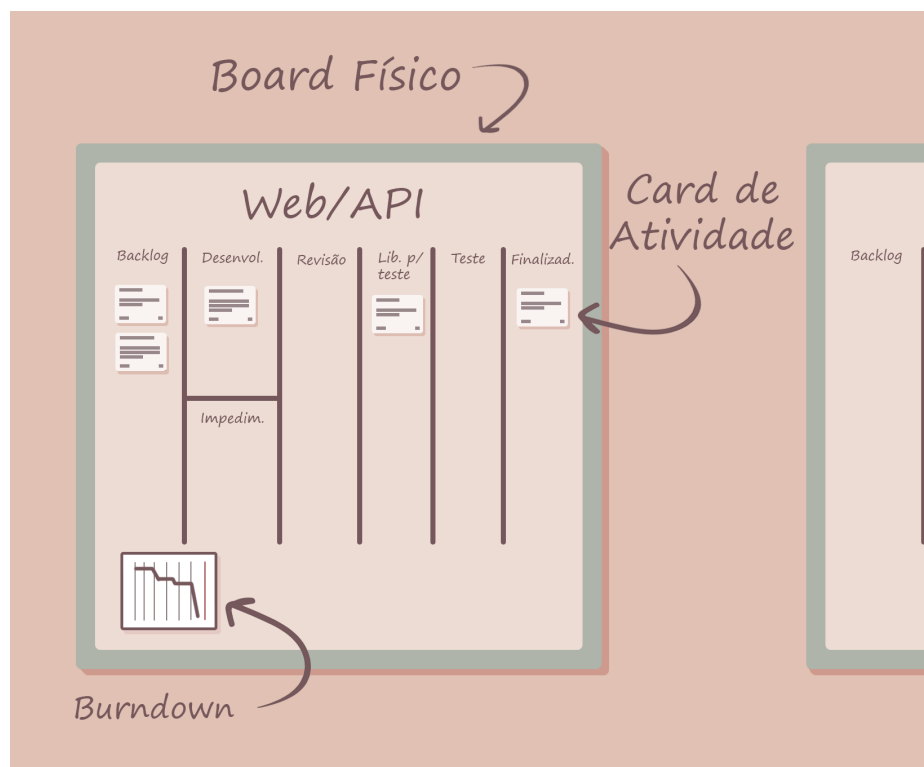 Board Físico
Card de
Atividade
Web/API
Backlog
Desenvol.
Revisão
Lib. p/
teste
Teste
Finalizad.
Impedim.
Burndown
Backlog